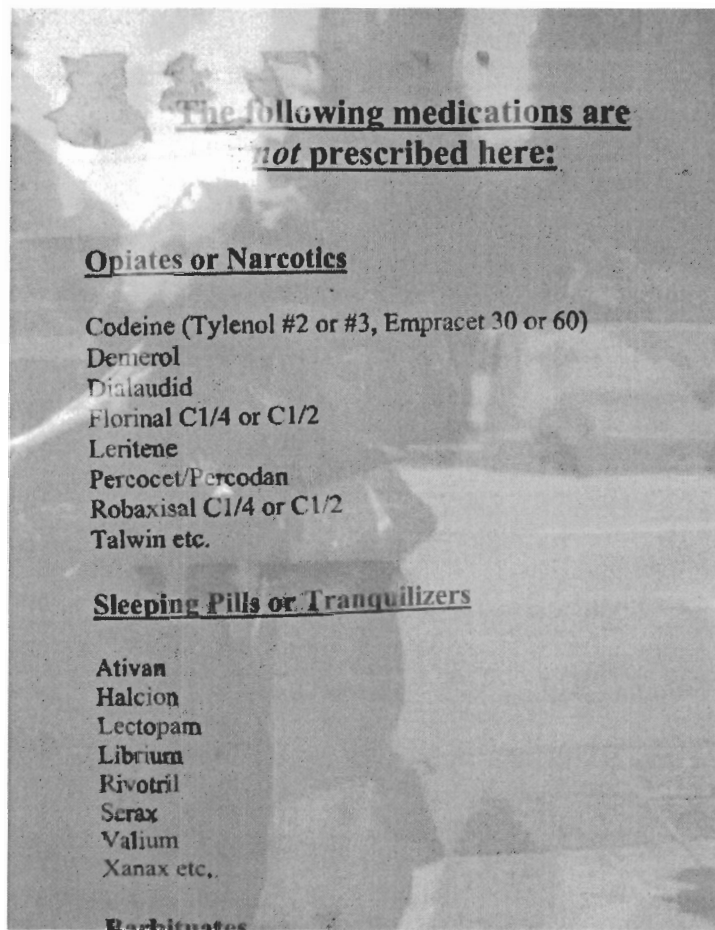 The following medications are
not prescribed here:
Opiates or Narcotics
Codeine (Tylenol #2 or #3, Empracet 30 or 60)
Demerol
Dialaudid
Florinal C1/4 or C1/2
Leritene
Percocet/Percodan
Robaxisal C1/4 or C1/2
Talwin etc.
Sleeping Pills or Tranquilizers
Ativan
Halcion
Lectopam
Librium
Rivotril
Serax
Valium
Xanax etc.
Barbituates